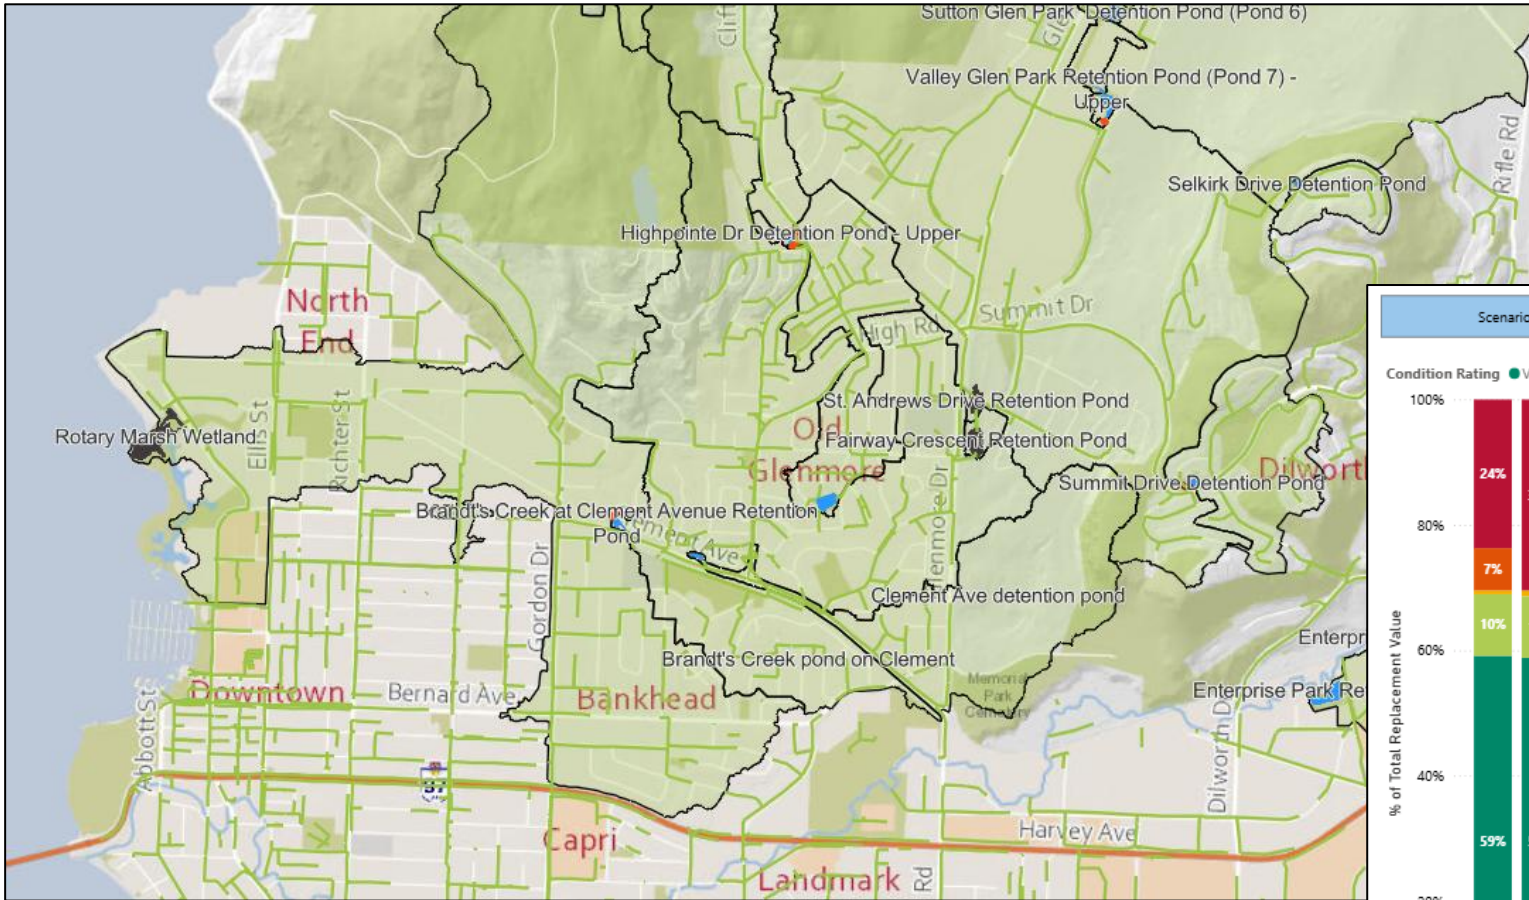 Sutton Glen Park Detention Pond (Pond 6)
Valley Glen Park Retention Pond (Pond 7) -
Upper
Rifle Rd
Selkirk Drive Detention Pond
Highpointe Dr Detention Pond - Upper
North
End
Summit Dr
High Rd
Scenario
Condition Rating
100%
St. Andrews Drive Retention Pond
Ellis St
Richter St
Rotary Marsh Wetland
Old
Glenmore
Fairway Crescent Retention Pond
24%
Summit Drive Detention Pond
Brandt's Creek at Clement Avenue Retention
Pond
Clement Ave
80%
Gordon Dr
Glenmore Dr
7%
Clement Ave detention pond
10%
Brandt's Creek pond on Clement
60%
Memorial
Park
Cemetery
Downtown
Bernard Ave
Bankhead
Enterprise Park Re
Abbott St
Dilworth Dr
% of Total Replacement Value
40%
97
Harvey Ave
Capri
59%
Landmark
Rd